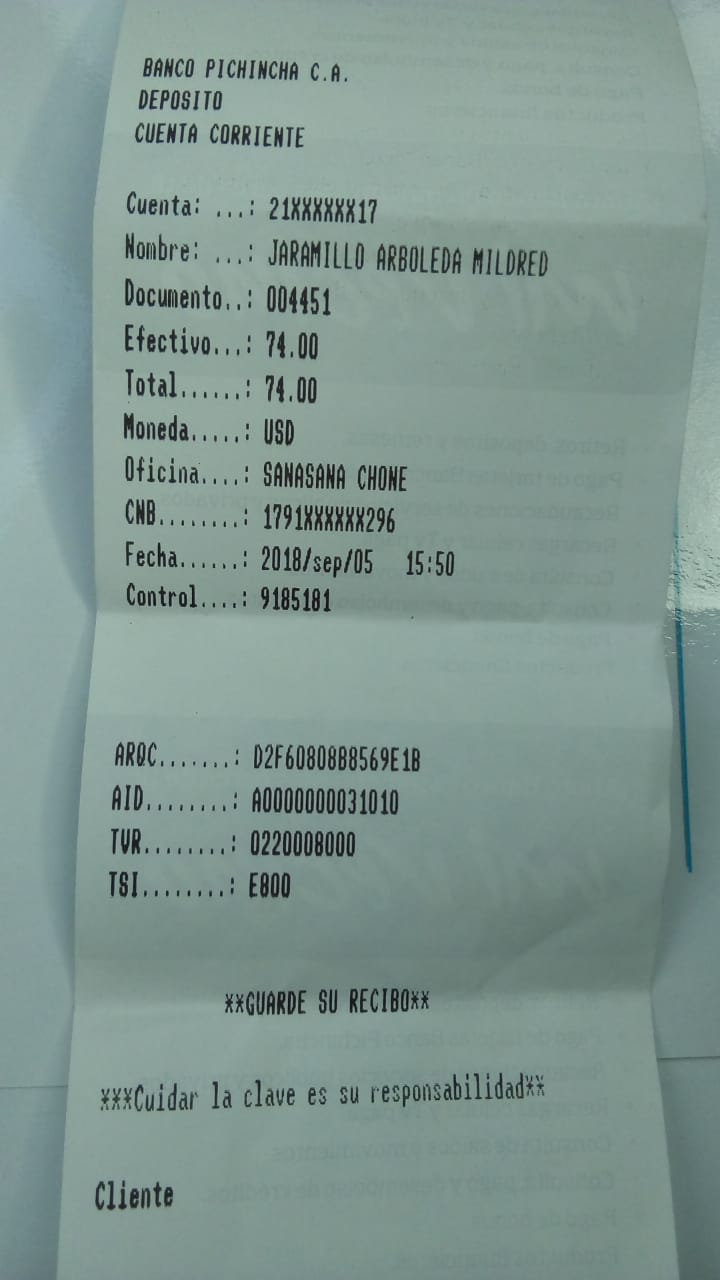 BANCO PICHINCHA C.A.
DEPOSITO
CUENTA CORRIENTE
Cuenta: ...: 21XXXXXX17
Nombre: ...: JARAMILLO ARBOLEDA MILDRED
Documento..: 004451
Efectivo...: 74.00
Total......: 74.00
Moneda.....: USD
Oficina....: SANASANA CHONE
CNB........: 1791XXXXXX296
Fecha......: 2018/sep/05 15:50
Control....: 9185181
ARQC.......: D2F6080BB8569E1B
AID........: A0000000031010
TVR........: 0220008000
TSI........: E800
**GUARDE SU RECIBO**
***Cuidar la clave es su responsabilidad**
Cliente